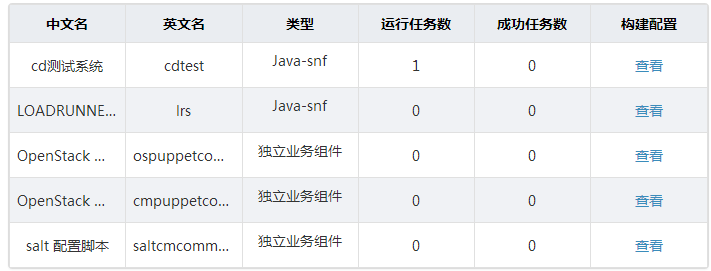 中文名 英文名 类型 运行任务数 成功任务数 构建配置
cd测试系统 cdtest Java-snf 1 0 查看
LOADRUNNE... lrs Java-snf 0 0 查看
OpenStack ... ospuppetco... 独立业务组件 0 0 查看
OpenStack ... cmpuppetco... 独立业务组件 0 0 查看
salt 配置脚本 saltcmcomm... 独立业务组件 0 0 查看